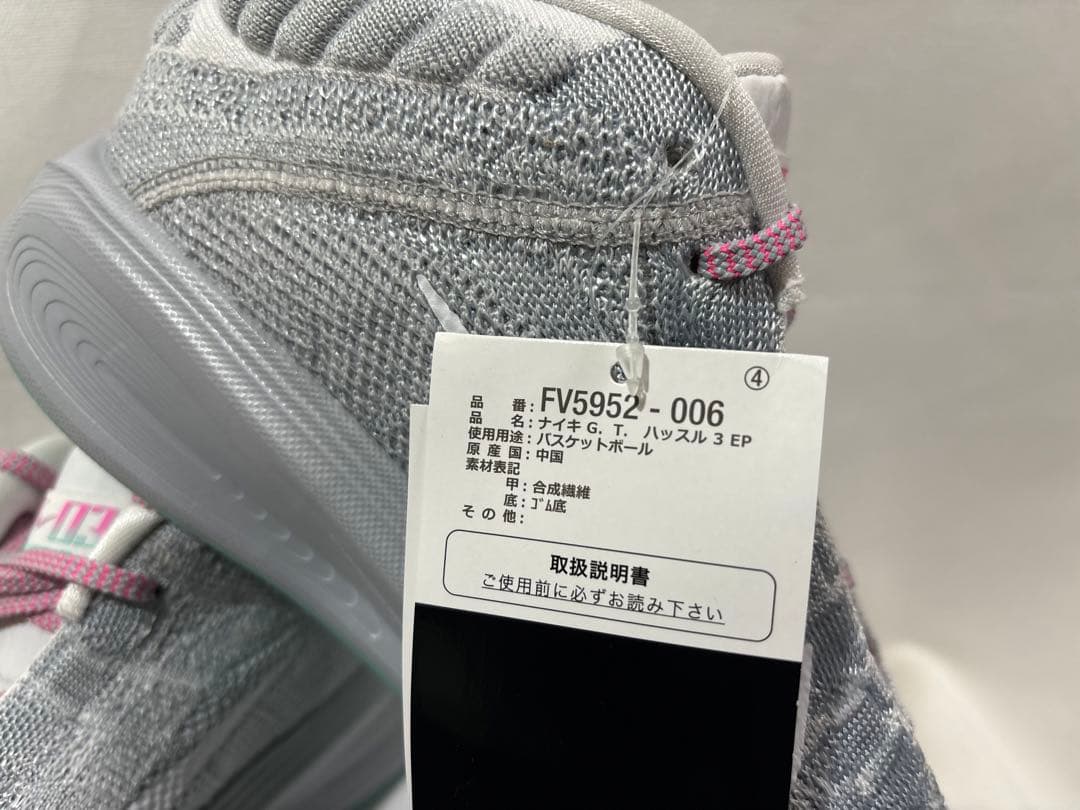 ④
品 番：FV5952 - 006
品 名：ナイキ G. T. ハッスル 3 EP
使用用途：バスケットボール
原 産 国：中国
素材表記
甲：合成繊維
底：ｺﾞﾑ底
そ の 他：
取扱説明書
ご使用前に必ずお読み下さい